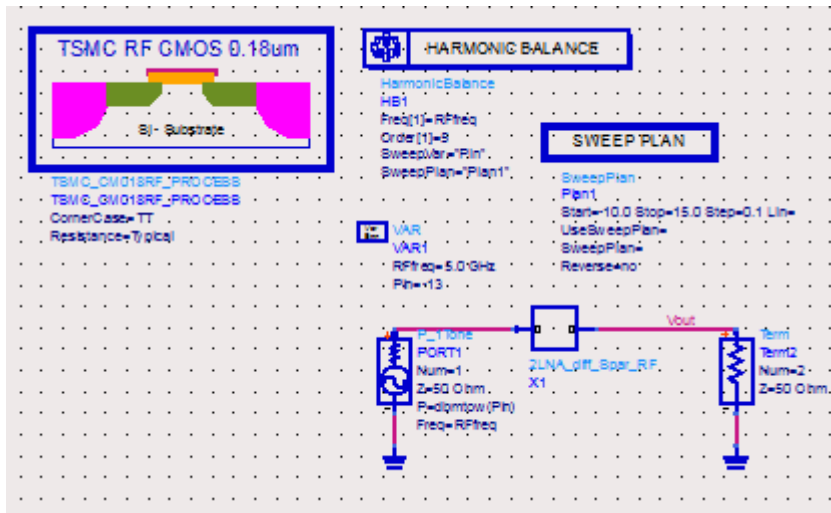 TSMC RF CMOS 0.18um
Si - Substrate
TSMC_CM018RF_PROCESS
TSMC_CM018RF_PROCESS
CornerCase=TT
Resistance=Typical
HARMONIC BALANCE
HarmonicBalance
HB1
Freq[1]=RFfreq
Order[1]=9
SweepVar="Pin"
SweepPlan="Plan1"
SWEEP PLAN
SweepPlan
Plan1
Start=-10.0 Stop=15.0 Step=0.1 Lin=
UseSweepPlan=
SweepPlan=
Reverse=no
VAR
VAR1
RFfreq=5.0 GHz
Pin=-13
P_1Tone
PORT1
Num=1
Z=50 Ohm
P=dbmtow(Pin)
Freq=RFfreq
2LNA_diff_Spar_RF
X1
Vout
Term
Term2
Num=2
Z=50 Ohm